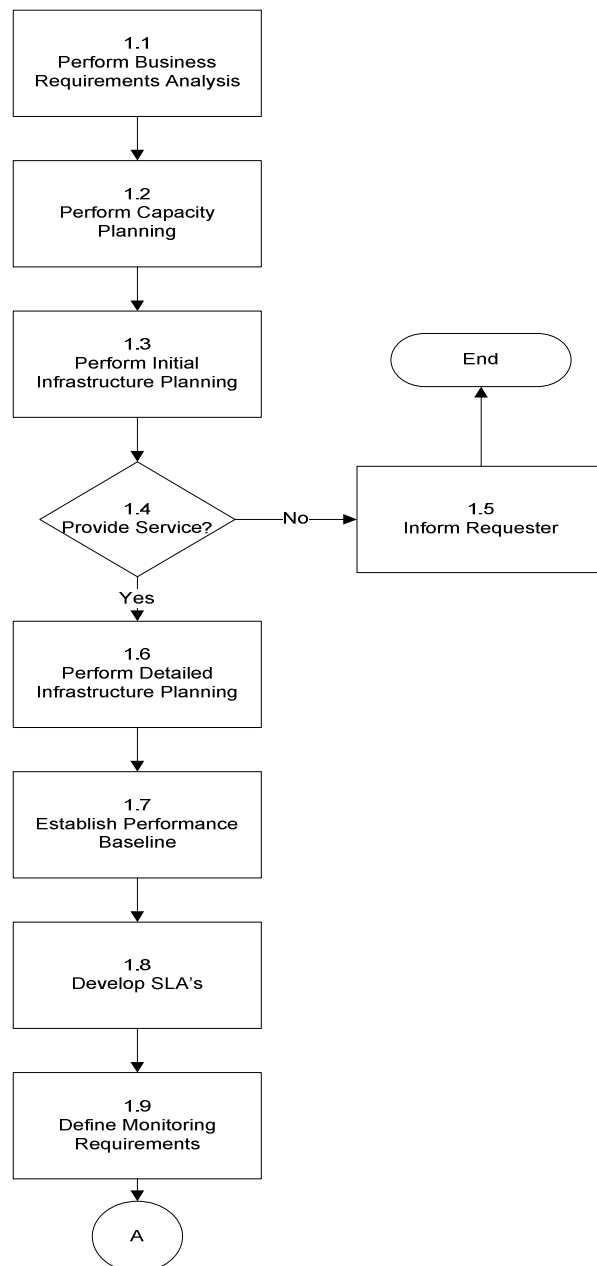 1.1
Perform Business
Requirements Analysis
1.2
Perform Capacity
Planning
1.3
Perform Initial
Infrastructure Planning
End
1.4
Provide Service?
No
1.5
Inform Requester
Yes
1.6
Perform Detailed
Infrastructure Planning
1.7
Establish Performance
Baseline
1.8
Develop SLA's
1.9
Define Monitoring
Requirements
A